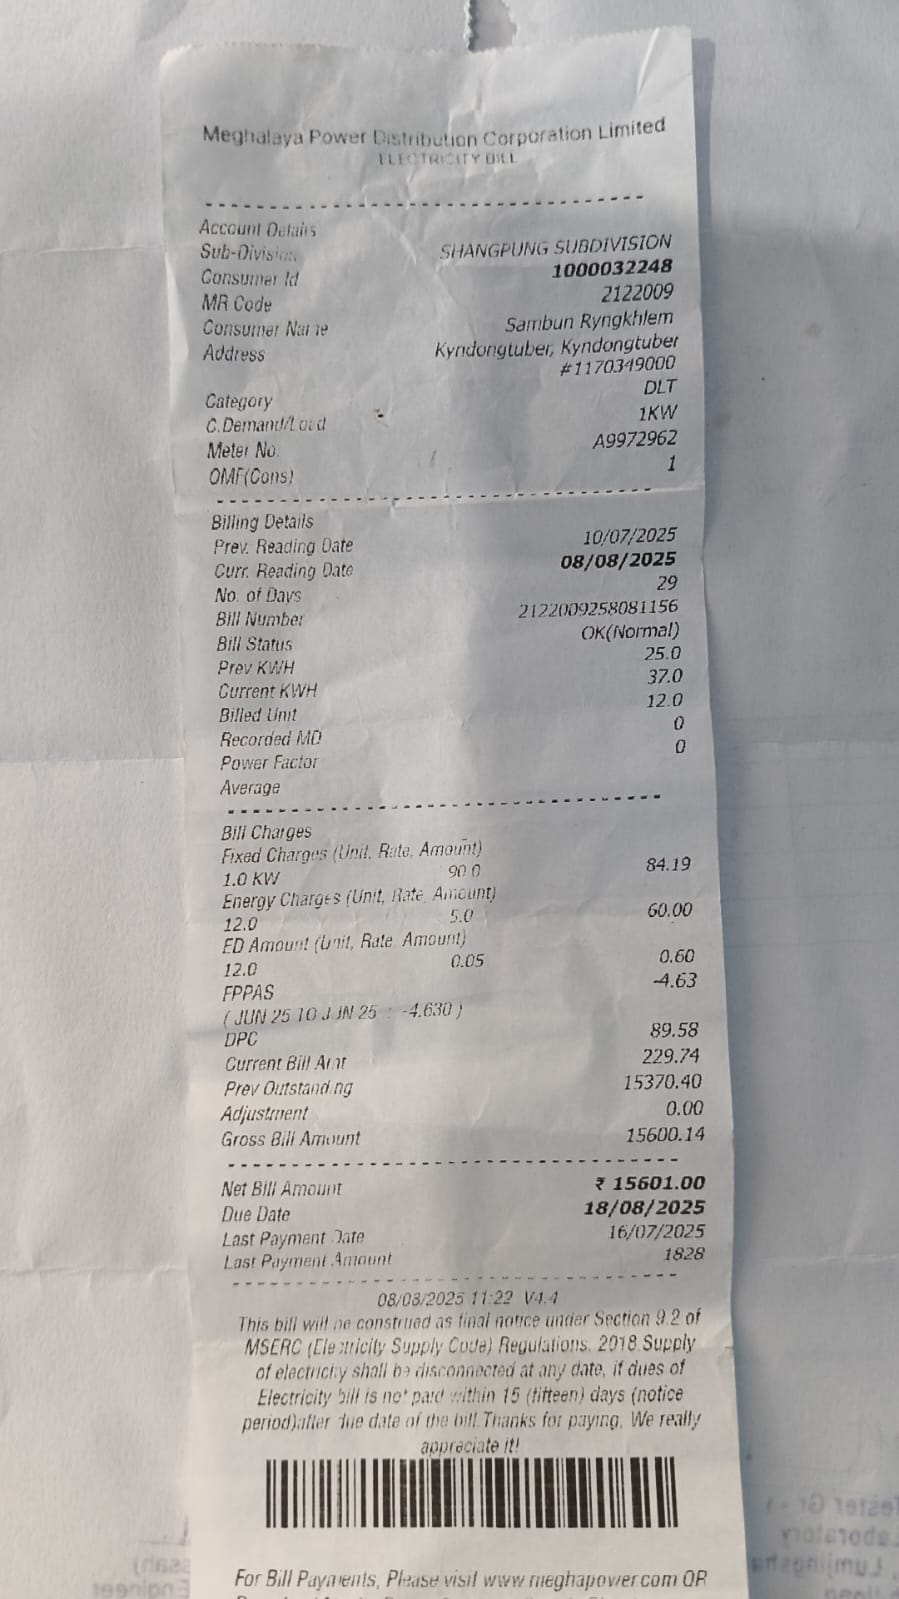 Meghalaya Power Distribution Corporation Limited
ELECTRICITY BILL
Account Details
Sub-Division SHANGPUNG SUBDIVISION
Consumer Id 1000032248
MR Code 2122009
Consumer Name Sambun Ryngkhlem
Address Kyndongtuber, Kyndongtuber
#1170349000
Category DLT
C.Demand/Load 1KW
Meter No. A9972962
OMF(Cons) 1
Billing Details
Prev. Reading Date 10/07/2025
Curr. Reading Date 08/08/2025
No. of Days 29
Bill Number 2122009258081156
Bill Status OK(Normal)
Prev KWH 25.0
Current KWH 37.0
Billed Unit 12.0
Recorded MD 0
Power Factor 0
Average
Bill Charges
Fixed Charges (Unit, Rate, Amount)
1.0 KW 90.0 84.19
Energy Charges (Unit, Rate, Amount)
12.0 5.0 60.00
ED Amount (Unit, Rate, Amount)
12.0 0.05 0.60
FPPAS -4.63
( JUN 25 TO JUN 25 : -4.630 )
DPC 89.58
Current Bill Amt 229.74
Prev Outstanding 15370.40
Adjustment 0.00
Gross Bill Amount 15600.14
Net Bill Amount ₹ 15601.00
Due Date 18/08/2025
Last Payment Date 16/07/2025
Last Payment Amount 1828
08/08/2025 11:22 V4.4
This bill will be construed as final notice under Section 9.2 of
MSERC (Electricity Supply Code) Regulations, 2018.Supply
of electricity shall be disconnected at any date, if dues of
Electricity bill is not paid within 15 (fifteen) days (notice
period)after due date of the bill.Thanks for paying, We really
appreciate it!
For Bill Payments, Please visit www.meghapower.com OR